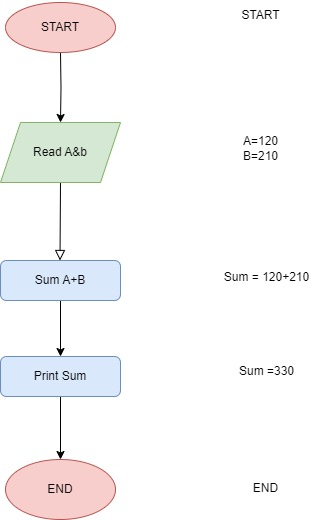 START
START
Read A&b
A=120
B=210
Sum A+B
Sum = 120+210
Print Sum
Sum =330
END
END